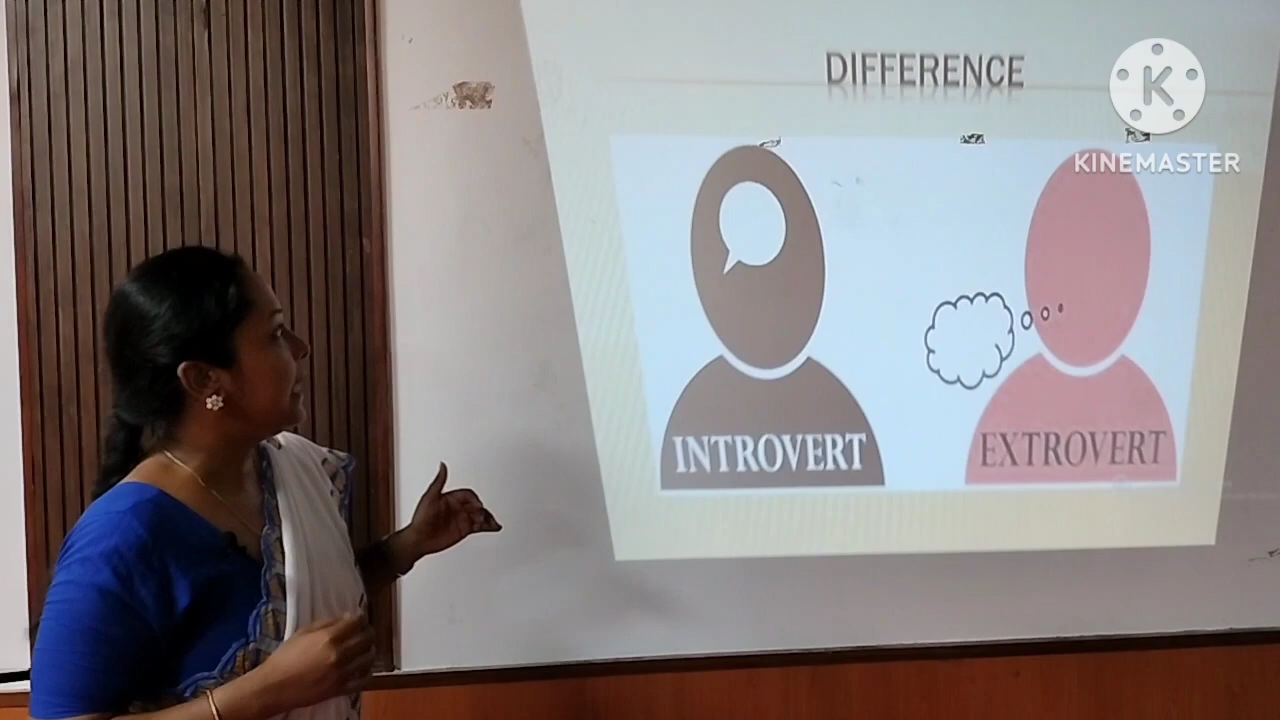 DIFFERENCE
K
KINEMASTER
INTROVERT
EXTROVERT